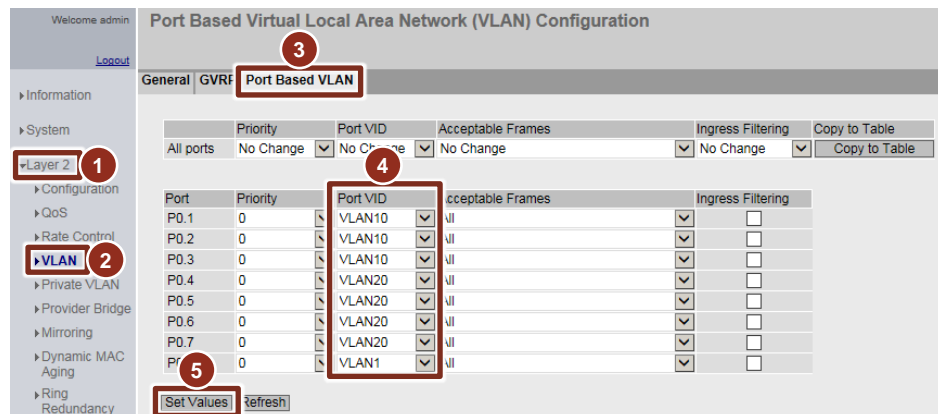 Welcome admin
Logout
Information
System
Layer 2
Configuration
QoS
Rate Control
VLAN
Private VLAN
Provider Bridge
Mirroring
Dynamic MAC
Aging
Ring
Redundancy
Port Based Virtual Local Area Network (VLAN) Configuration
3
General Port Based VLAN
Priority Port VID Acceptable Frames Ingress Filtering Copy to Table
All ports No Change No Change No Change No Change Copy to Table
1
4
Port Priority Port VID Acceptable Frames Ingress Filtering
P0.1 0 VLAN10 All
P0.2 0 VLAN10 All
P0.3 0 VLAN10 All
2
P0.4 0 VLAN20 All
P0.5 0 VLAN20 All
P0.6 0 VLAN20 All
P0.7 0 VLAN20 All
0 VLAN1 All
5
Set Values Refresh